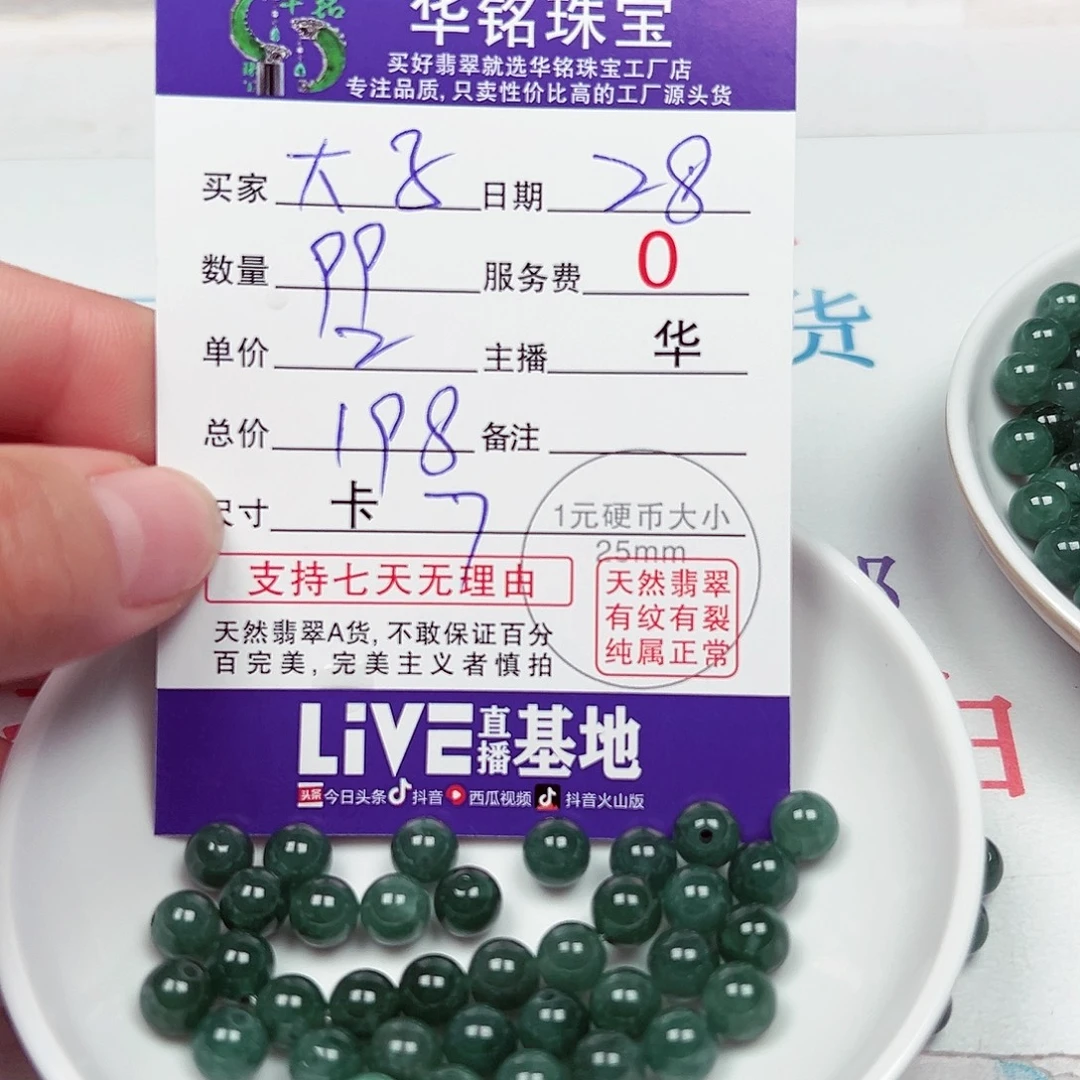 华铭珠宝
买好翡翠就选华铭珠宝工厂店
专注品质,只卖性价比高的工厂源头货
买家 大 日期 28
数量 99 服务费 0
单价 2 主播 华
总价 198 备注
尺寸 卡 7
1元硬币大小
25mm
支持七天无理由
天然翡翠
有纹有裂
纯属正常
天然翡翠A货,不敢保证百分
百完美,完美主义者慎拍
LiVE直播基地
头条 今日头条 抖音 西瓜视频 抖音火山版
货